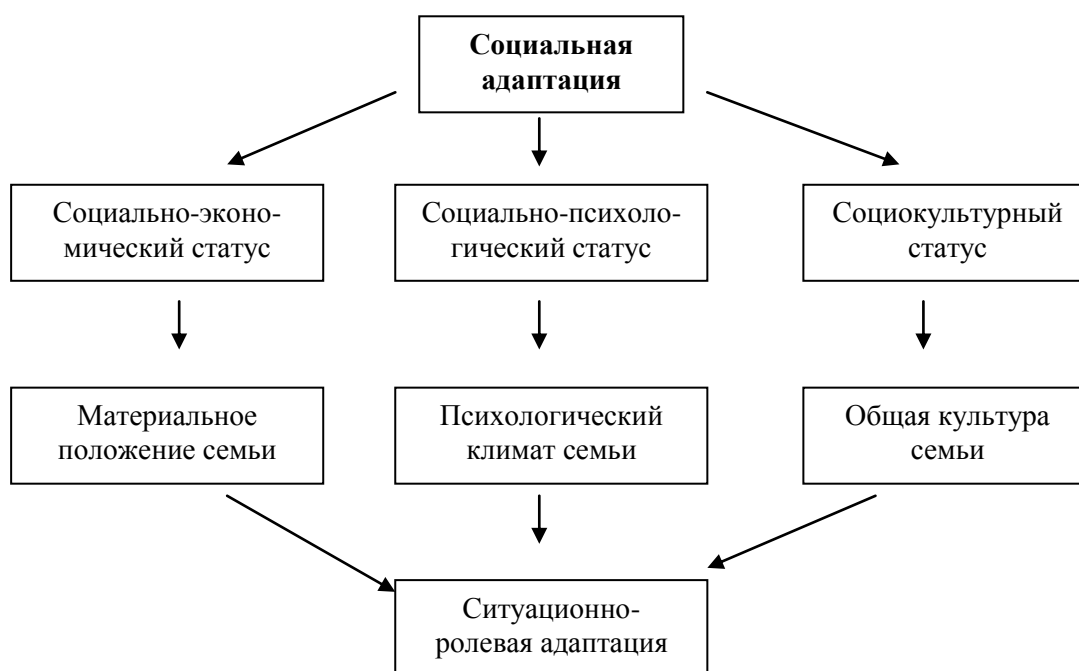 Социальная
адаптация
Социально-эконо-
мический статус
Социально-психоло-
гический статус
Социокультурный
статус
Материальное
положение семьи
Психологический
климат семьи
Общая культура
семьи
Ситуационно-
ролевая адаптация